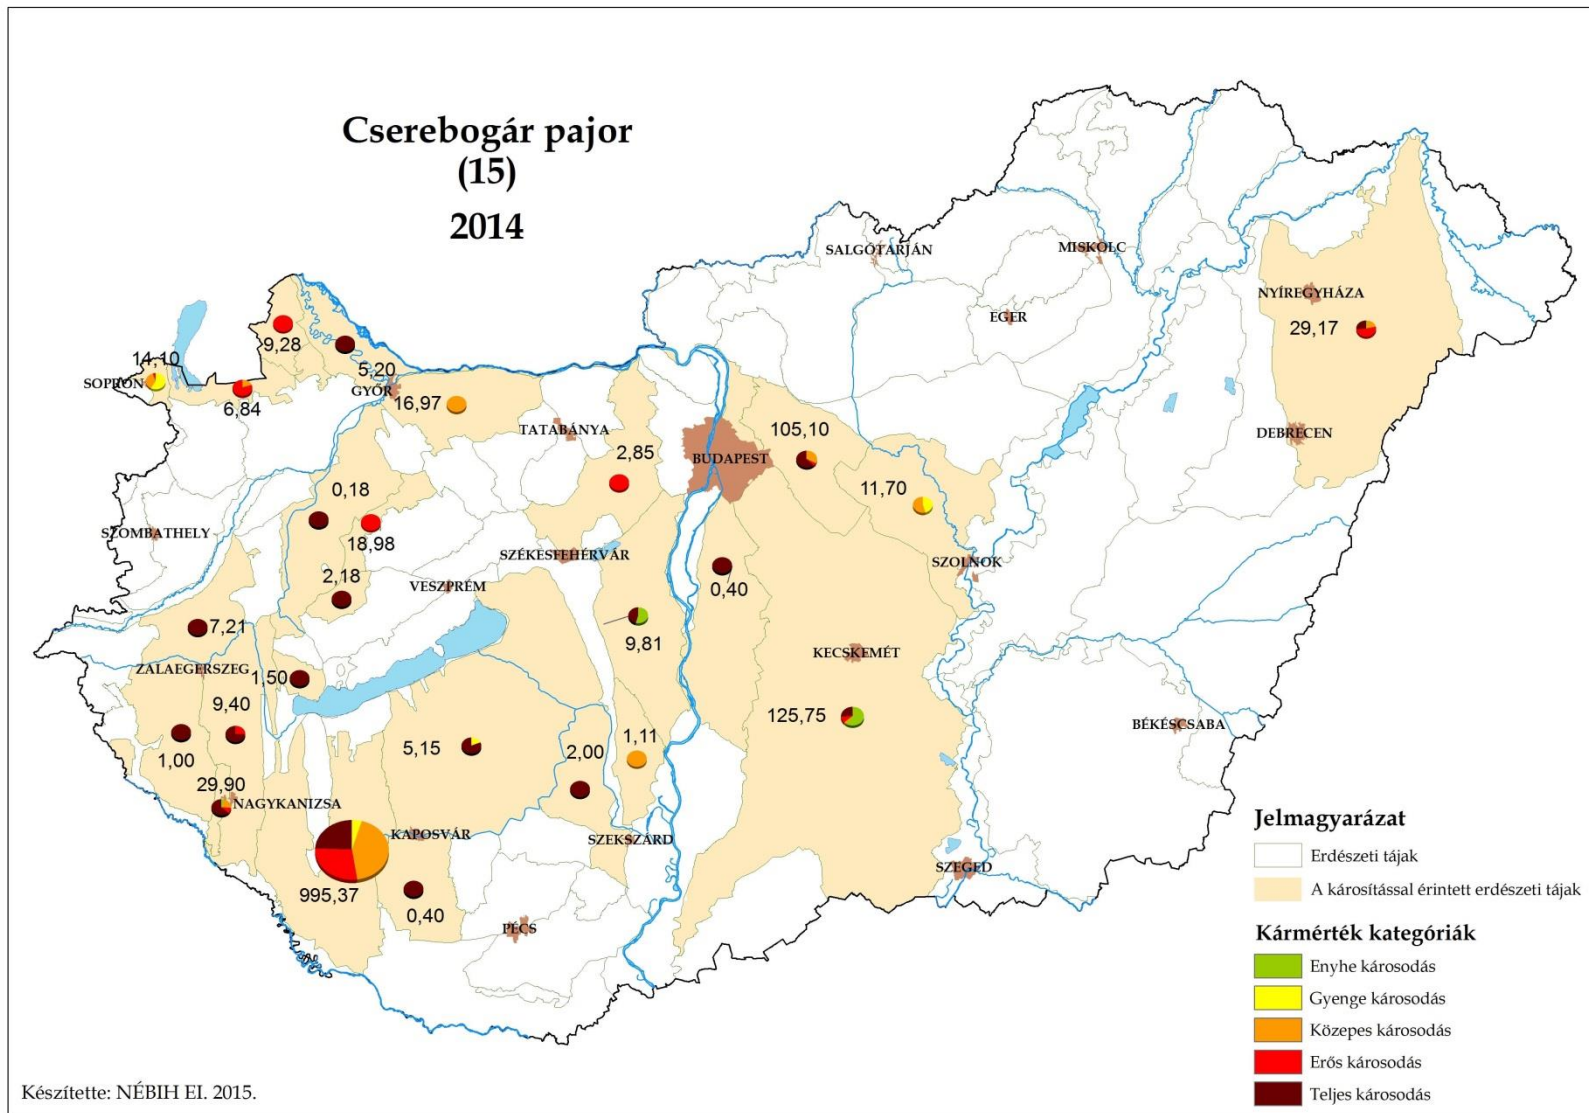 Cserebogár pajor
(15)
2014
SALGÓTARJÁN
MISKOLC
EGER
NYÍREGYHÁZA
29,17
DEBRECEN
9,28
14,10
SOPRON
6,84
5,20
GYŐR
16,97
TATABÁNYA
2,85
BUDAPEST
105,10
11,70
0,18
SZOMBATHELY
18,98
SZÉKESFEHÉRVÁR
2,18
VESZPRÉM
0,40
SZOLNOK
7,21
9,81
ZALAEGERSZEG
1,50
KECSKEMÉT
9,40
125,75
BÉKÉSCSABA
1,00
5,15
2,00
1,11
29,90
NAGYKANIZSA
KAPOSVÁR
SZEKSZÁRD
995,37
0,40
PÉCS
SZEGED
Jelmagyarázat
Erdészeti tájak
A károsítással érintett erdészeti tájak
Kármérték kategóriák
Enyhe károsodás
Gyenge károsodás
Közepes károsodás
Erős károsodás
Teljes károsodás
Készítette: NÉBIH EI. 2015.